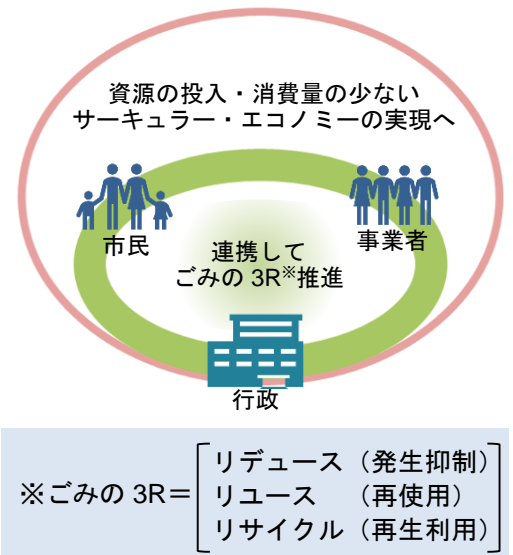 資源の投入・消費量の少ない
サーキュラー・エコノミーの実現へ
市民
事業者
連携して
ごみの 3R※推進
行政
※ごみの 3R＝
リデュース（発生抑制）
リユース　（再使用）
リサイクル（再生利用）